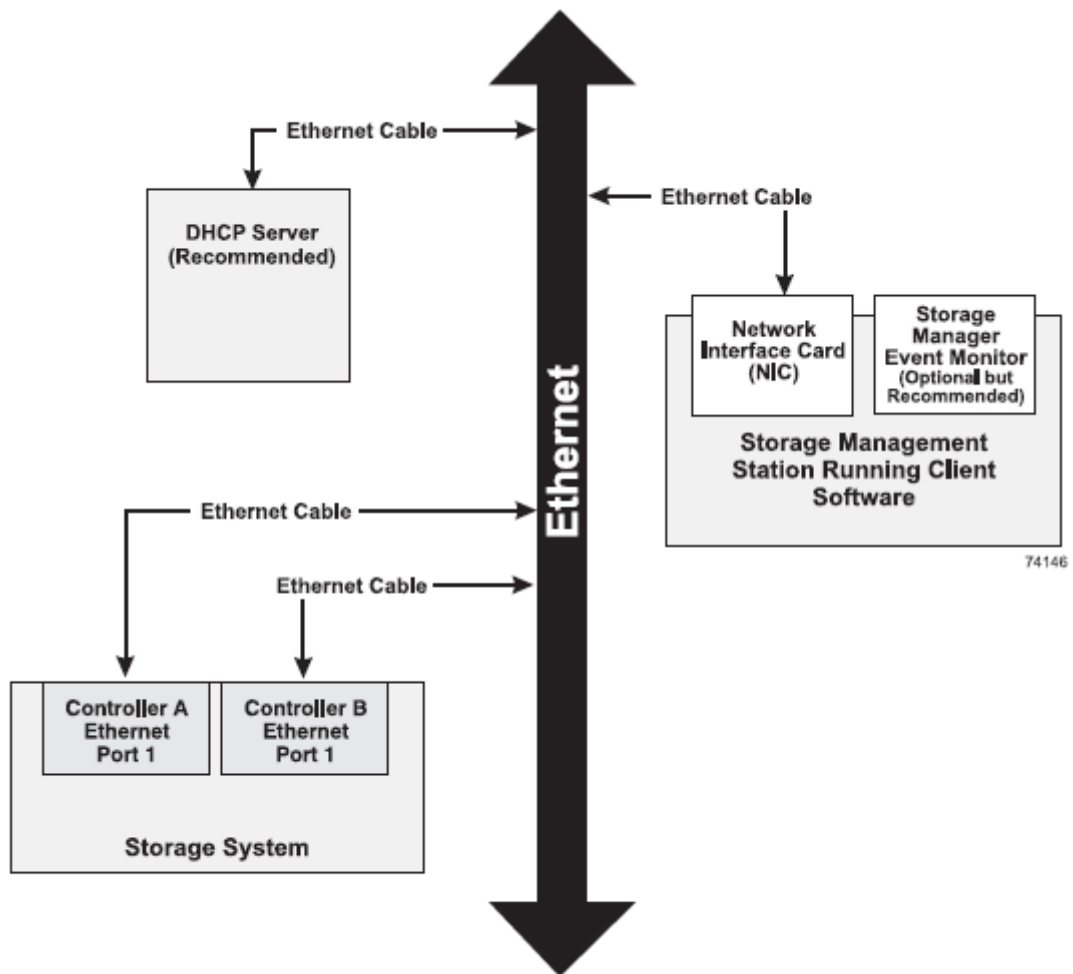 Ethernet Cable
DHCP Server
(Recommended)
Ethernet Cable
Network
Interface Card
(NIC)
Storage
Manager
Event Monitor
(Optional but
Recommended)
Storage Management
Station Running Client
Software
74146
Ethernet
Ethernet Cable
Ethernet Cable
Controller A
Ethernet
Port 1
Controller B
Ethernet
Port 1
Storage System